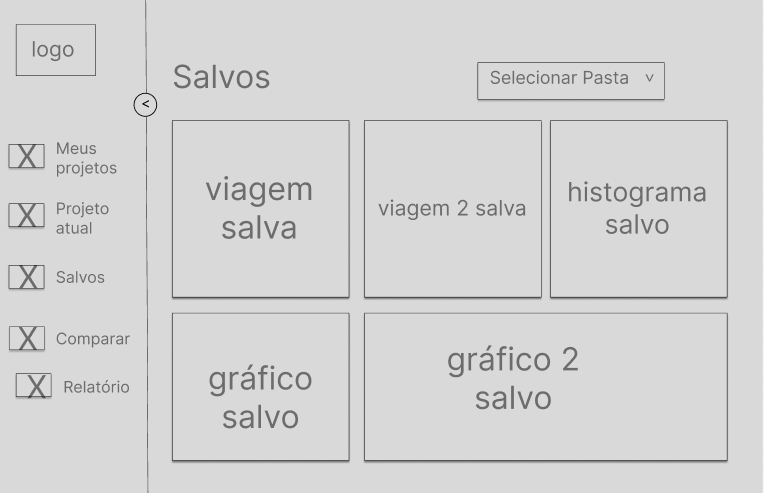 logo
<
Meus
projetos
Projeto
atual
Salvos
Comparar
Relatório
Salvos
Selecionar Pasta
viagem
salva
viagem 2 salva
histograma
salvo
gráfico
salvo
gráfico 2
salvo